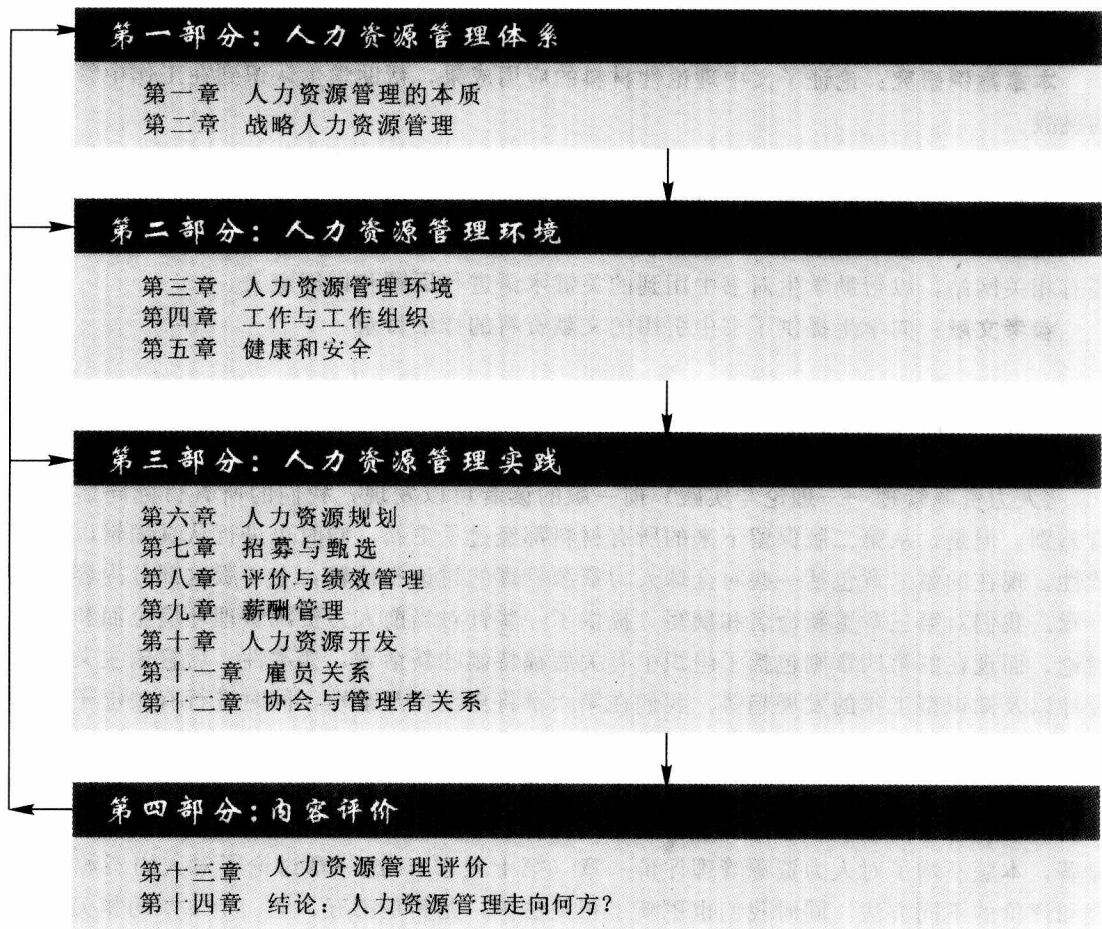 第一部分：人力资源管理体系
第一章 人力资源管理的本质
第二章 战略人力资源管理
第二部分：人力资源管理环境
第三章 人力资源管理环境
第四章 工作与工作组织
第五章 健康和安全
第三部分：人力资源管理实践
第六章 人力资源规划
第七章 招募与甄选
第八章 评价与绩效管理
第九章 薪酬管理
第十章 人力资源开发
第十一章 雇员关系
第十二章 协会与管理者关系
第四部分：内容评价
第十三章 人力资源管理评价
第十四章 结论：人力资源管理走向何方？